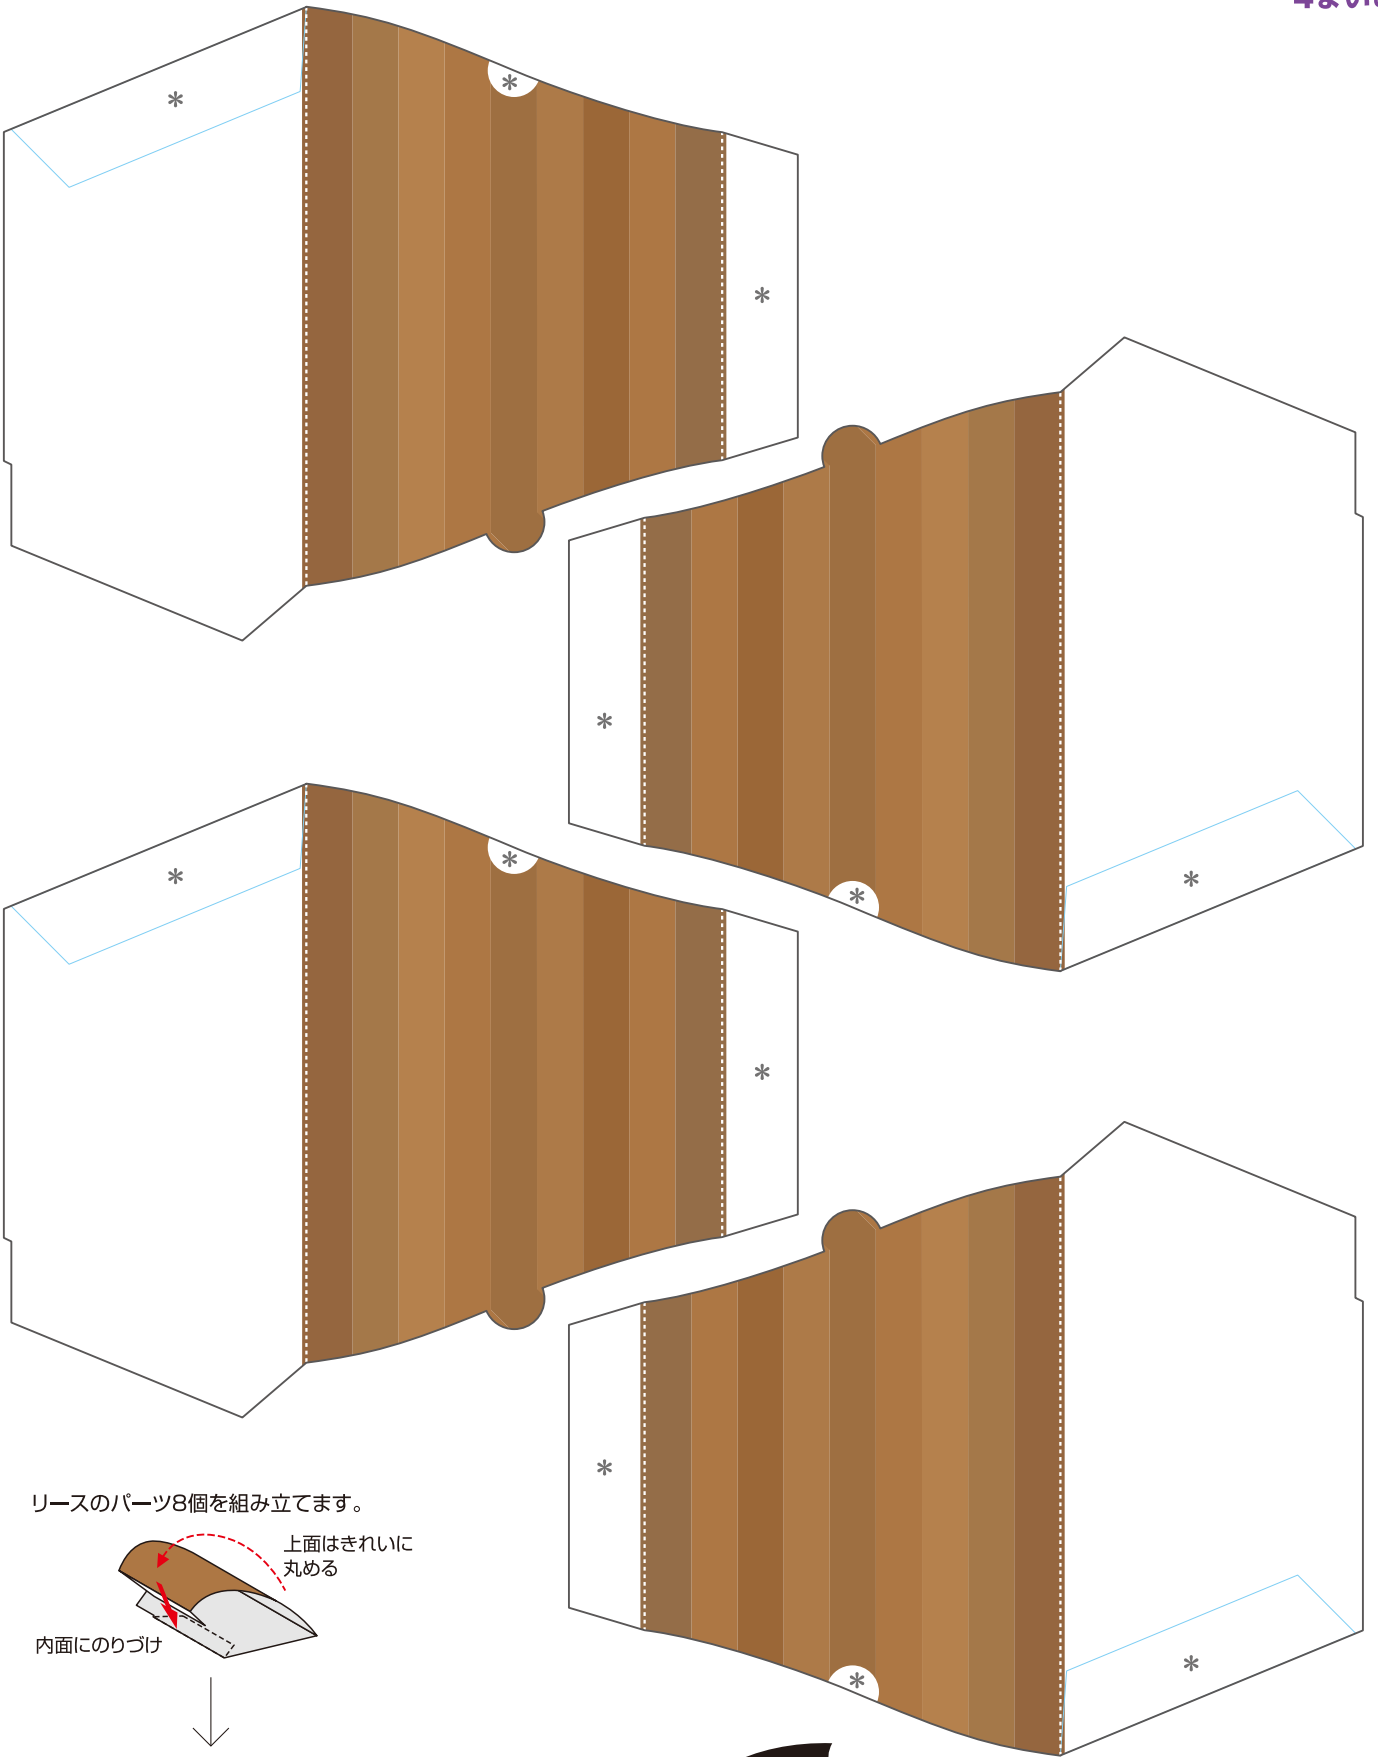 リースのパーツ8個を組み立てます。
上面はきれいに
丸める
内面にのりづけ